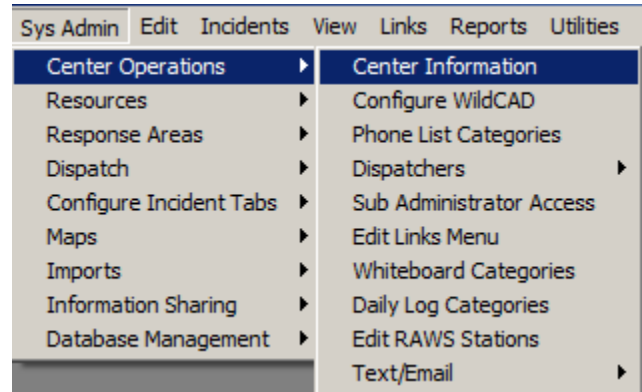 Sys Admin Edit Incidents View Links Reports Utilities
Center Operations
Resources
Response Areas
Dispatch
Configure Incident Tabs
Maps
Imports
Information Sharing
Database Management
Center Information
Configure WildCAD
Phone List Categories
Dispatchers
Sub Administrator Access
Edit Links Menu
Whiteboard Categories
Daily Log Categories
Edit RAWS Stations
Text/Email